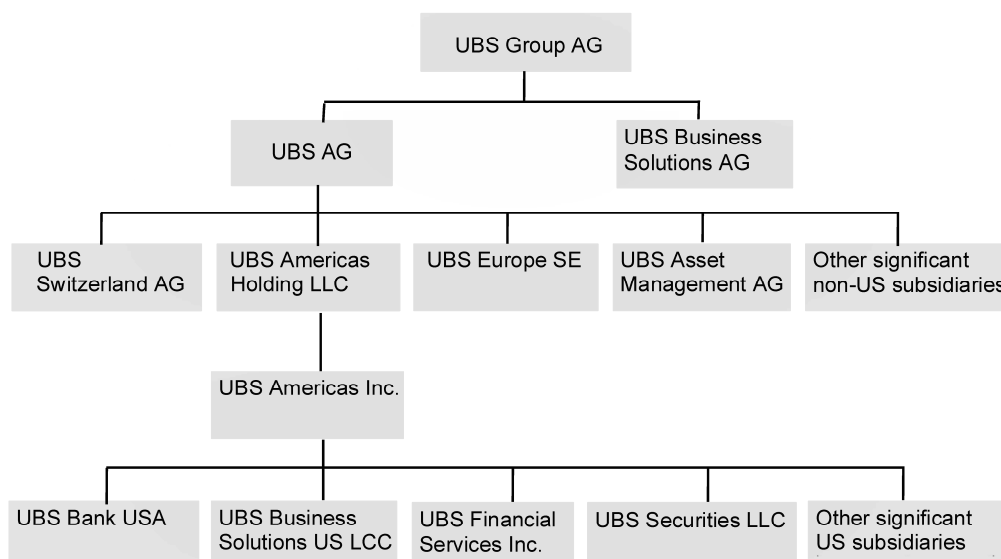 UBS Group AG
UBS AG
UBS Business
Solutions AG
UBS
Switzerland AG
UBS Americas
Holding LLC
UBS Europe SE
UBS Asset
Management AG
Other significant
non-US subsidiaries
UBS Americas Inc.
UBS Bank USA
UBS Business
Solutions US LCC
UBS Financial
Services Inc.
UBS Securities LLC
Other significant
US subsidiaries